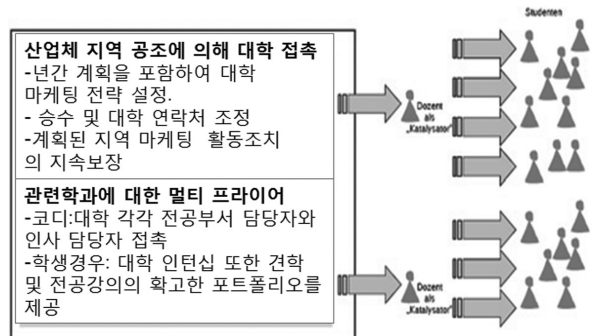 Studenten
산업체 지역 공조에 의해 대학 접촉
-년간 계획을 포함하여 대학
마케팅 전략 설정.
- 승수 및 대학 연락처 조정
-계획된 지역 마케팅 활동조치
의 지속보장
Dozent
als
„Katalysator"
관련학과에 대한 멀티 프라이어
-코디:대학 각각 전공부서 담당자와
인사 담당자 접촉
-학생경우: 대학 인턴십 또한 견학
및 전공강의의 확고한 포트폴리오를
제공
Dozent
als
„Katalysator"